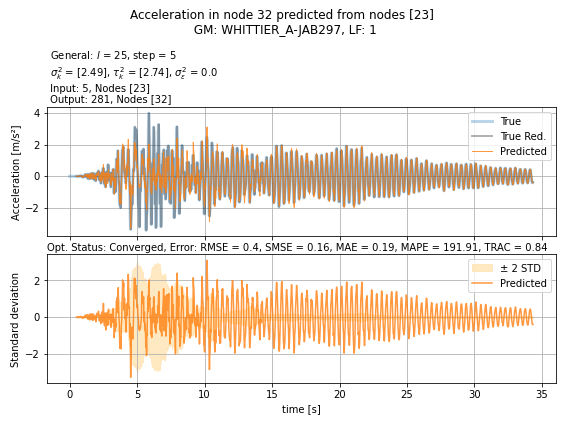 Acceleration in node 32 predicted from nodes [23]
GM: WHITTIER_A-JAB297, LF: 1
General: l = 25, step = 5
σ²ₖ = [2.49], τ²ₖ = [2.74], σ²ε = 0.0
Input: 5, Nodes [23]
Output: 281, Nodes [32]
Acceleration [m/s²]
4
2
0
−2
True
True Red.
Predicted
Opt. Status: Converged, Error: RMSE = 0.4, SMSE = 0.16, MAE = 0.19, MAPE = 191.91, TRAC = 0.84
Standard deviation
2
0
−2
± 2 STD
Predicted
0 5 10 15 20 25 30 35
time [s]